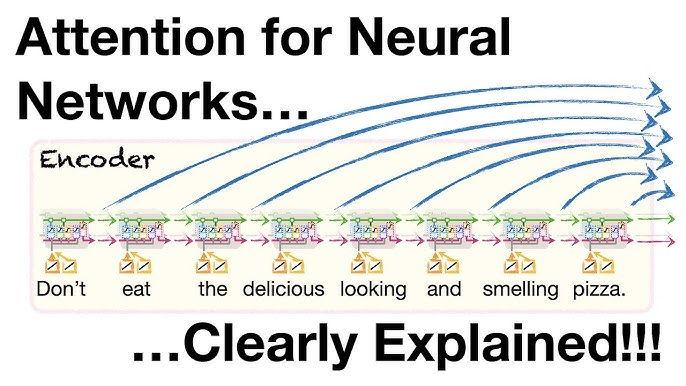 Attention for Neural
Networks...
Encoder
Don't eat the delicious looking and smelling pizza.
...Clearly Explained!!!